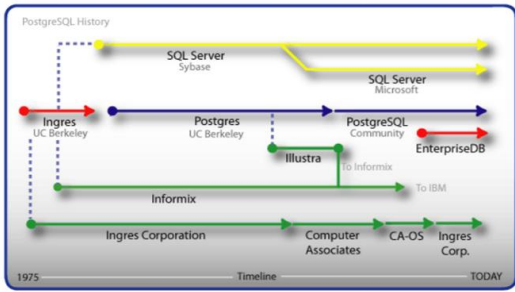 PostgreSQL History
SQL Server
Sybase
SQL Server
Microsoft
Ingres
UC Berkeley
Postgres
UC Berkeley
PostgreSQL
Community
EnterpriseDB
Illustra
To Informix
Informix
To IBM
Ingres Corporation
Computer
Associates
CA-OS
Ingres
Corp.
1975
Timeline
TODAY